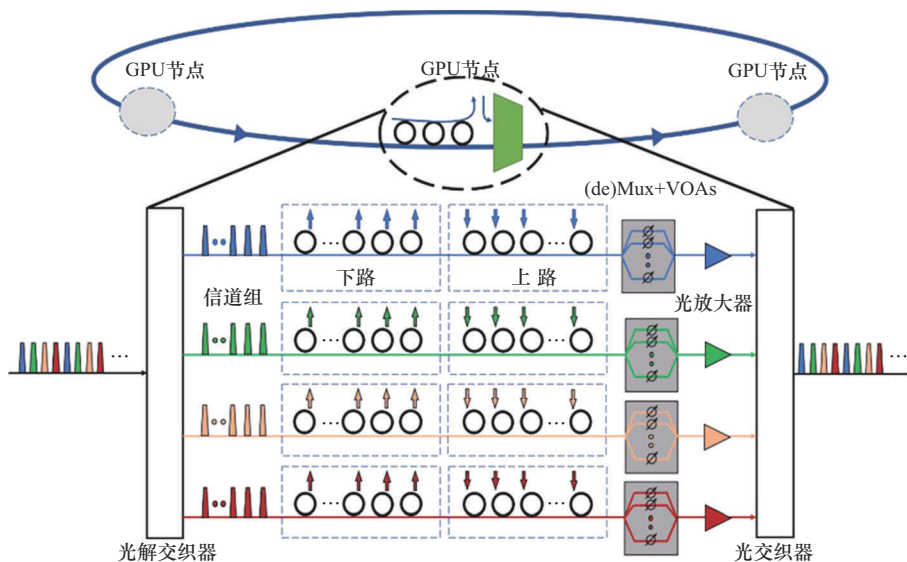 GPU节点
GPU节点
GPU节点
(de)Mux+VOAs
信道组
下路
上 路
光放大器
光解交织器
光交织器